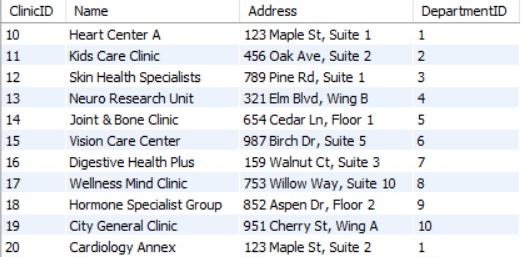 ClinicID Name Address DepartmentID
10 Heart Center A 123 Maple St, Suite 1 1
11 Kids Care Clinic 456 Oak Ave, Suite 2 2
12 Skin Health Specialists 789 Pine Rd, Suite 1 3
13 Neuro Research Unit 321 Elm Blvd, Wing B 4
14 Joint & Bone Clinic 654 Cedar Ln, Floor 1 5
15 Vision Care Center 987 Birch Dr, Suite 5 6
16 Digestive Health Plus 159 Walnut Ct, Suite 3 7
17 Wellness Mind Clinic 753 Willow Way, Suite 10 8
18 Hormone Specialist Group 852 Aspen Dr, Floor 2 9
19 City General Clinic 951 Cherry St, Wing A 10
20 Cardiology Annex 123 Maple St, Suite 2 1